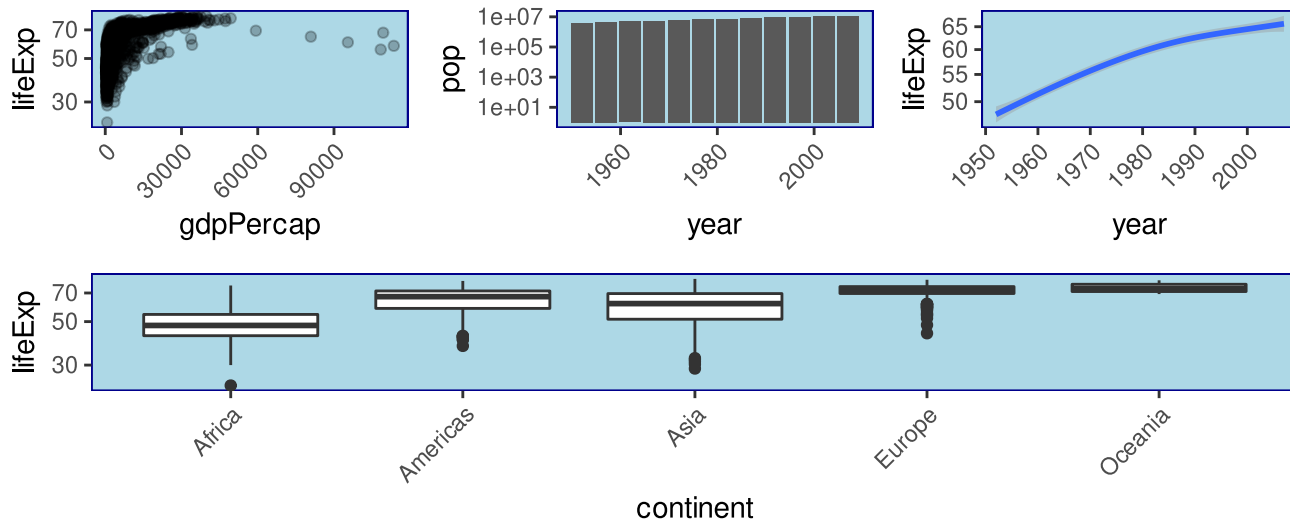 lifeExp
70
50
30
0
30000
60000
90000
gdpPercap
pop
1e+07
1e+05
1e+03
1e+01
1960
1980
2000
year
lifeExp
65
60
55
50
1950
1960
1970
1980
1990
2000
year
lifeExp
70
50
30
Africa
Americas
Asia
Europe
Oceania
continent